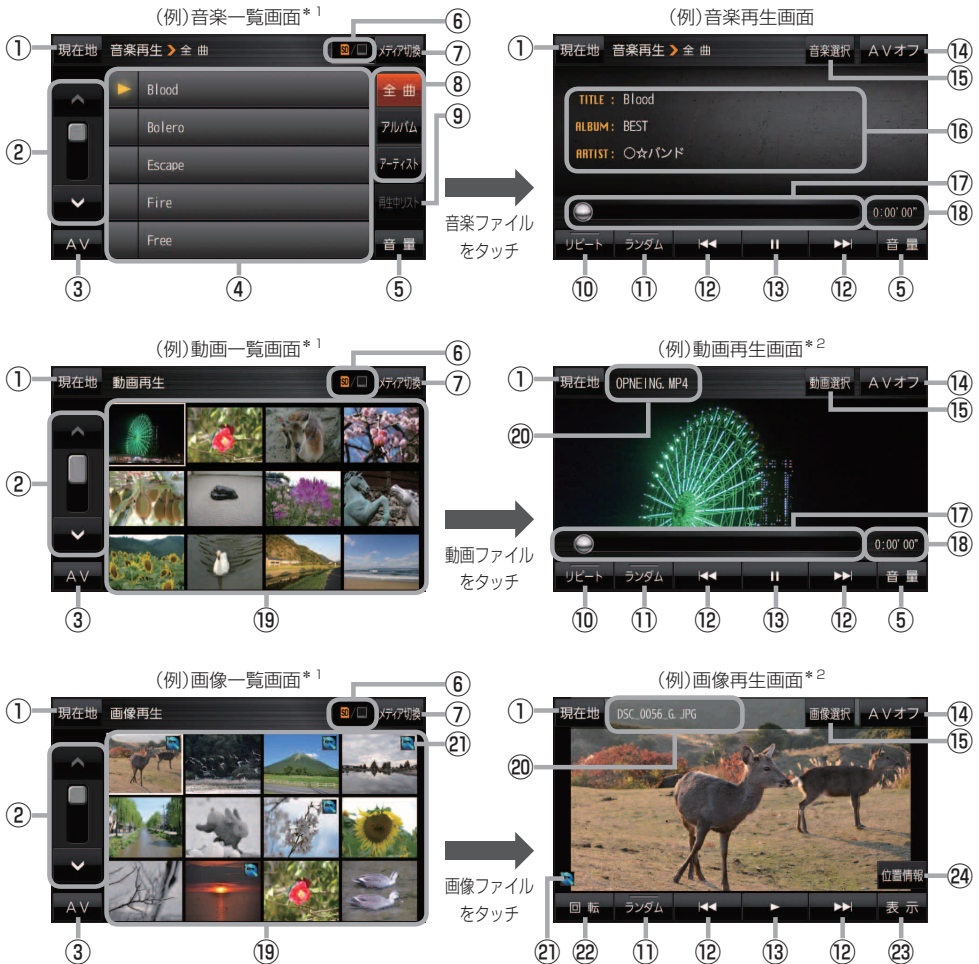 (例)音楽一覧画面*1
⑥
(例)音楽再生画面
① 現在地 音楽再生 > 全 曲 SD/ メディア切換 ⑦
⑧
② Blood 全 曲
Bolero アルバム ⑨
Escape アーティスト
Fire 再生中リスト
Free
AV 音 量
③ ④ ⑤
音楽ファイル
をタッチ
① 現在地 音楽再生 > 全 曲 音楽選択 AVオフ ⑭
⑮
TITLE : Blood
ALBUM : BEST ⑯
ARTIST : ○☆バンド
⑰
0:00'00" ⑱
リピート ランダム 音 量
⑩ ⑪ ⑫ ⑬ ⑫ ⑤
(例)動画一覧画面*1
⑥
① 現在地 動画再生 SD/ メディア切換 ⑦
②
AV
③ ⑲
動画ファイル
をタッチ
(例)動画再生画面*2
① 現在地 OPNEING.MP4 動画選択 AVオフ ⑭
⑳ ⑮
⑰
0:00'00" ⑱
リピート ランダム 音 量
⑩ ⑪ ⑫ ⑬ ⑫ ⑤
(例)画像一覧画面*1
⑥
① 現在地 画像再生 SD/ メディア切換 ⑦
㉑
②
AV
③ ⑲
画像ファイル
をタッチ
(例)画像再生画面*2
① 現在地 DSC_0056_G.JPG 画像選択 AVオフ ⑭
⑳ ⑮
㉑ 位置情報 ㉔
回 転 ランダム 表 示
㉑ ㉒ ⑪ ⑫ ⑬ ⑫ ㉓